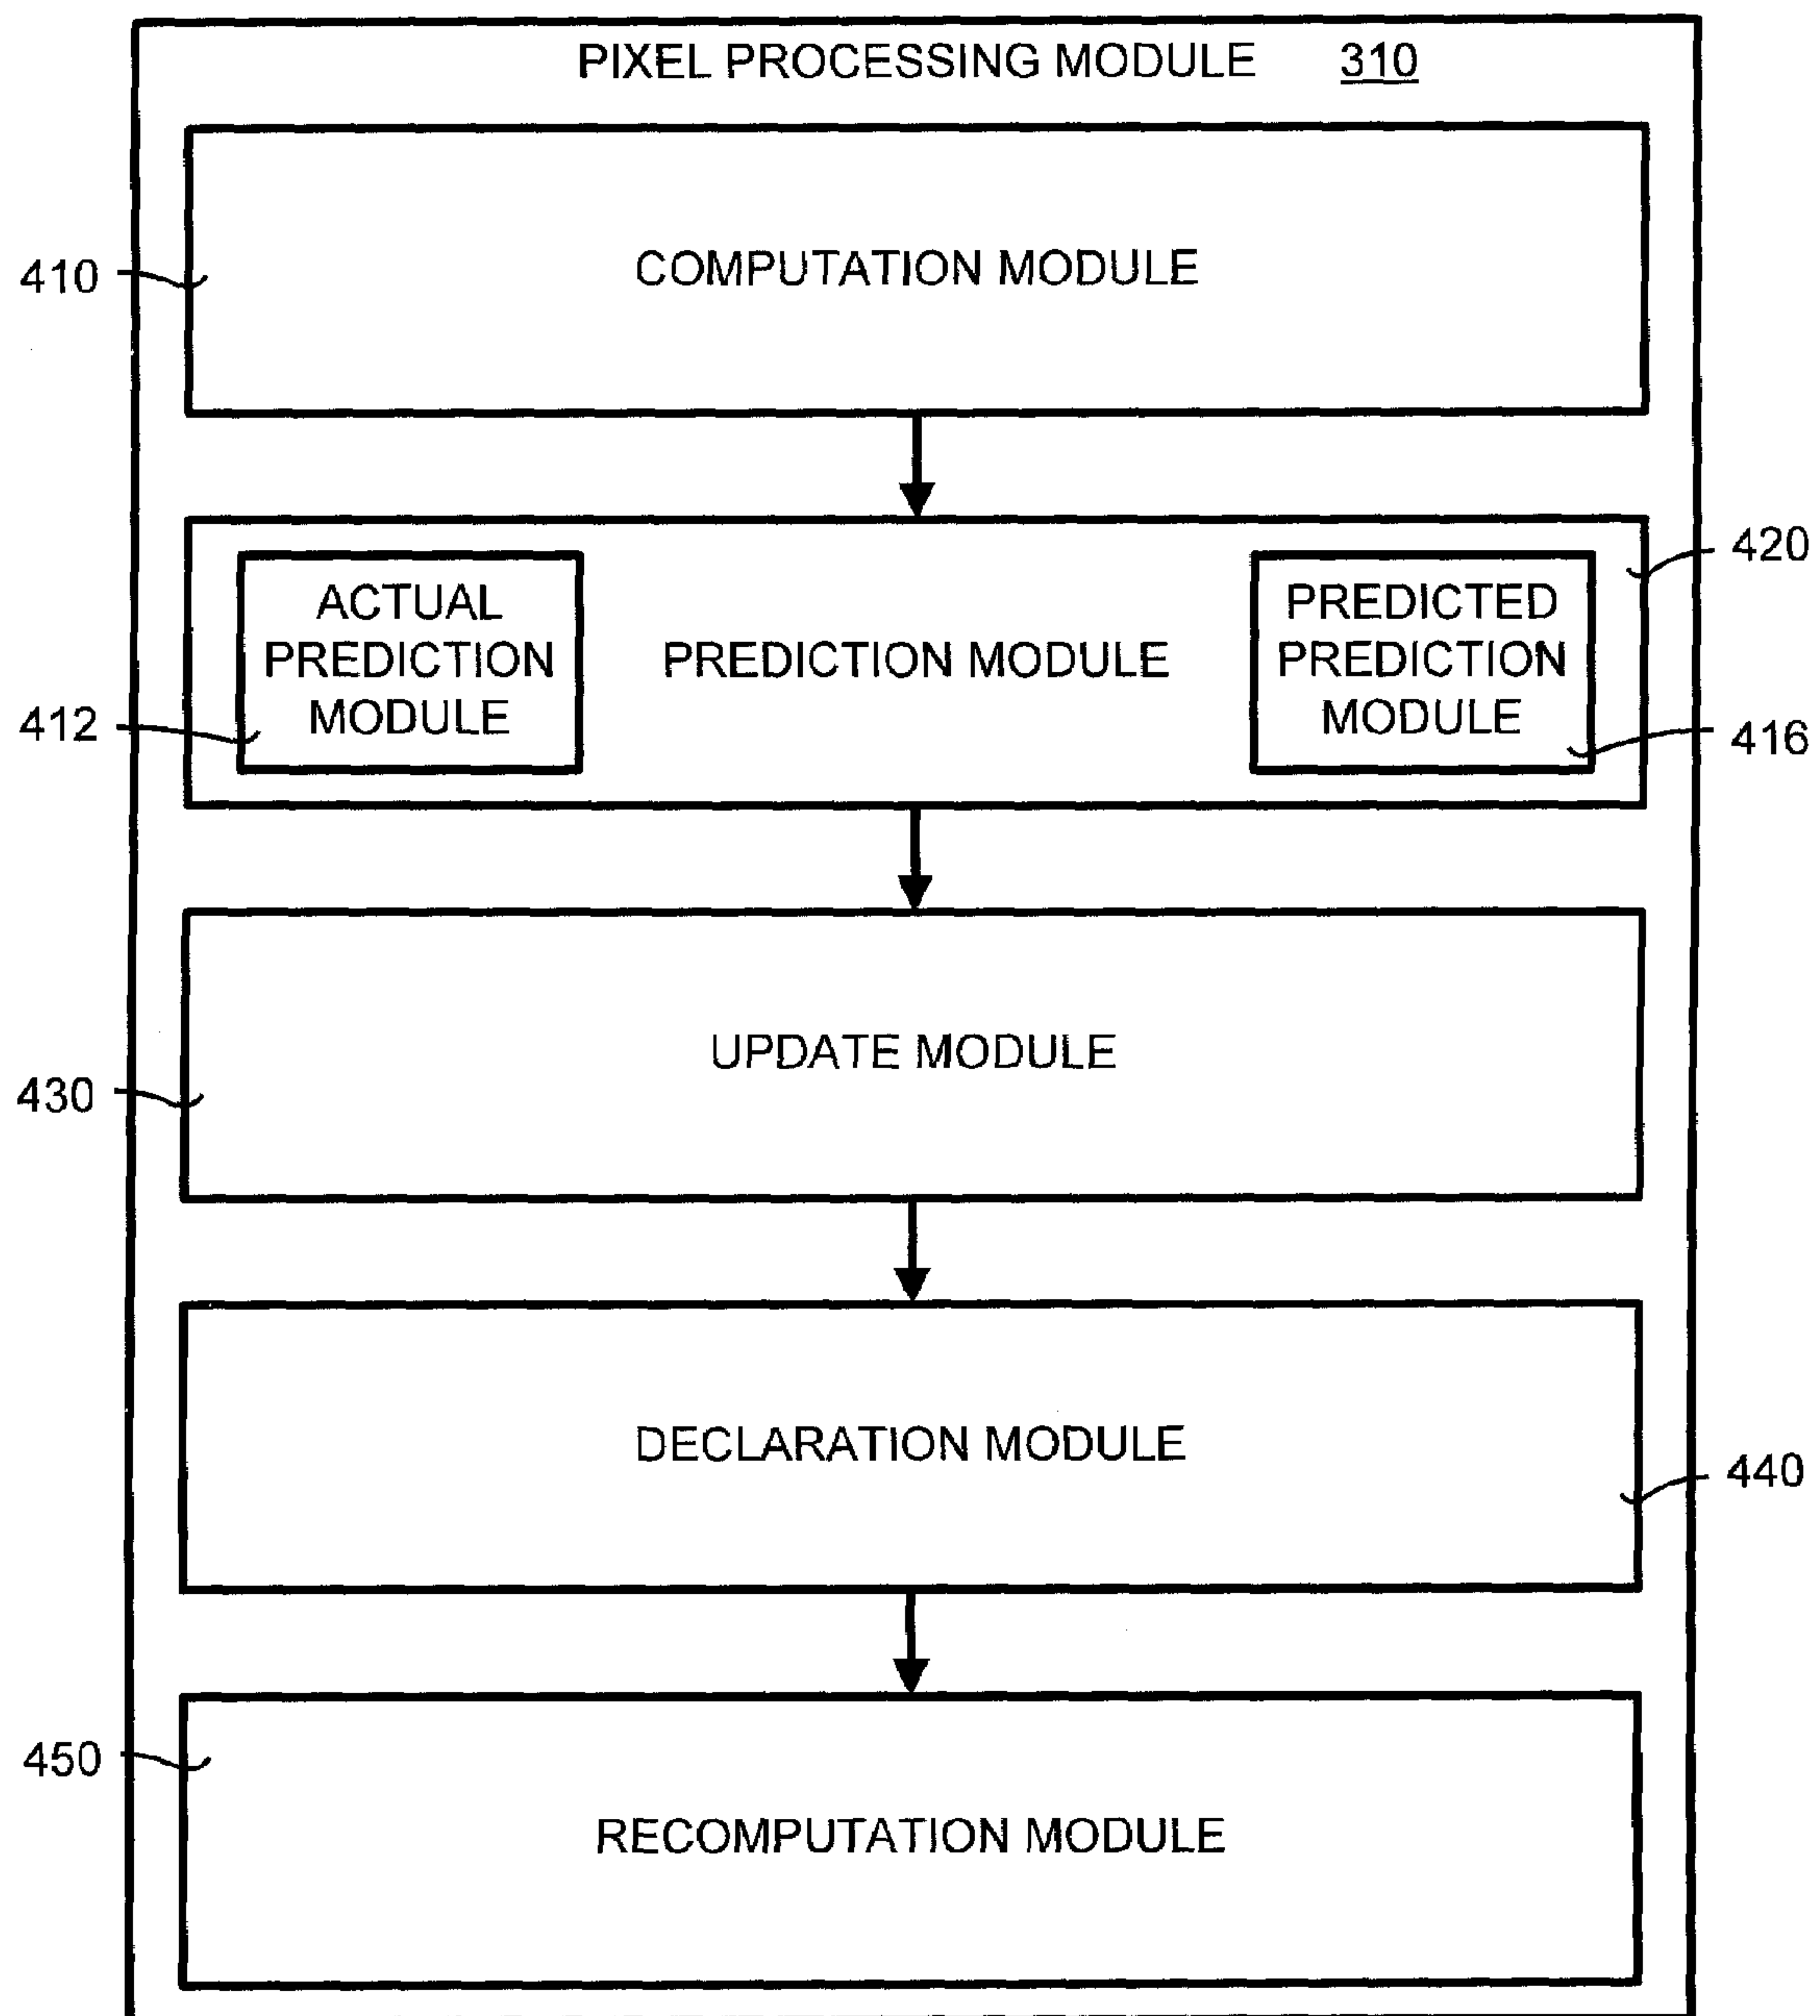 PIXEL PROCESSING MODULE 310
COMPUTATION MODULE
410
420
ACTUAL
PREDICTION
MODULE
PREDICTION MODULE
PREDICTED
PREDICTION
MODULE
412
416
UPDATE MODULE
430
DECLARATION MODULE
440
450
RECOMPUTATION MODULE